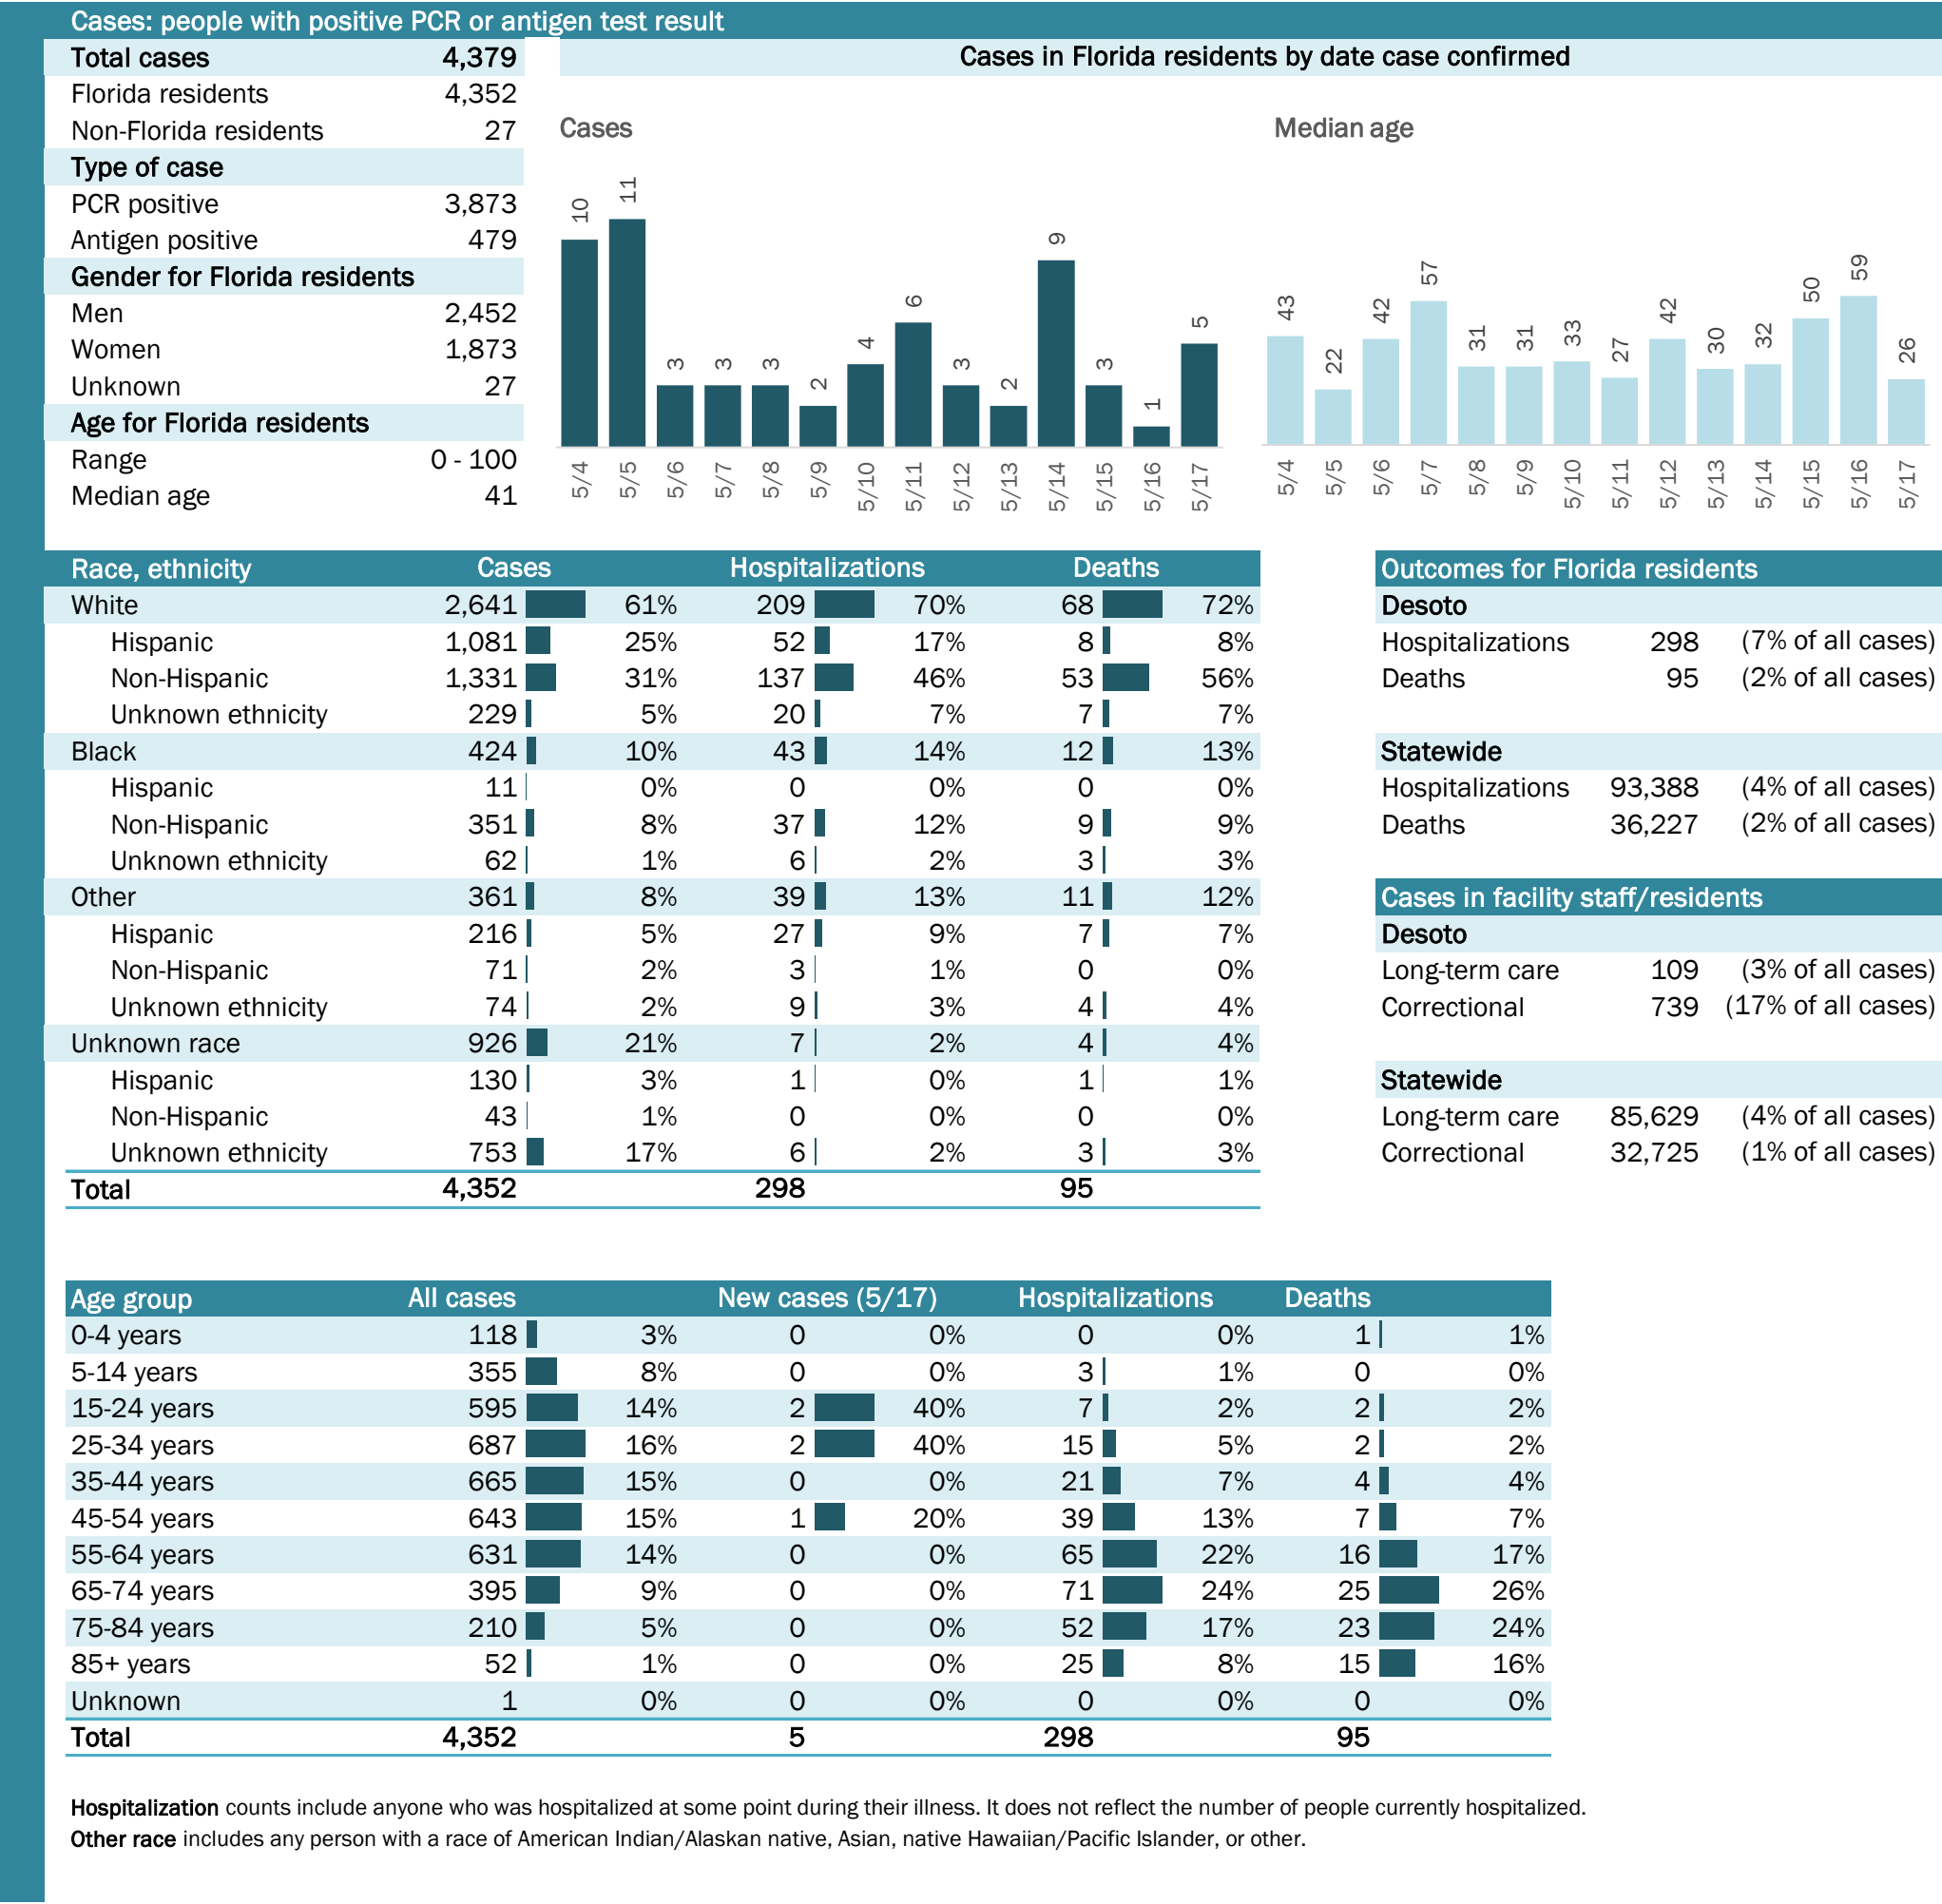 Cases: people with positive PCR or antigen test result
Total cases 4,379
Florida residents 4,352
Non-Florida residents 27
Type of case
PCR positive 3,873
Antigen positive 479
Gender for Florida residents
Men 2,452
Women 1,873
Unknown 27
Age for Florida residents
Range 0 - 100
Median age 41
Cases in Florida residents by date case confirmed
Cases
10 11 3 3 3 2 4 6 3 2 9 3 1 5
5/4 5/5 5/6 5/7 5/8 5/9 5/10 5/11 5/12 5/13 5/14 5/15 5/16 5/17
Median age
43 22 42 57 31 31 33 27 42 30 32 50 59 26
5/4 5/5 5/6 5/7 5/8 5/9 5/10 5/11 5/12 5/13 5/14 5/15 5/16 5/17
Race, ethnicity Cases Hospitalizations Deaths
White 2,641 61% 209 70% 68 72%
Hispanic 1,081 25% 52 17% 8 8%
Non-Hispanic 1,331 31% 137 46% 53 56%
Unknown ethnicity 229 5% 20 7% 7 7%
Black 424 10% 43 14% 12 13%
Hispanic 11 0% 0 0% 0 0%
Non-Hispanic 351 8% 37 12% 9 9%
Unknown ethnicity 62 1% 6 2% 3 3%
Other 361 8% 39 13% 11 12%
Hispanic 216 5% 27 9% 7 7%
Non-Hispanic 71 2% 3 1% 0 0%
Unknown ethnicity 74 2% 9 3% 4 4%
Unknown race 926 21% 7 2% 4 4%
Hispanic 130 3% 1 0% 1 1%
Non-Hispanic 43 1% 0 0% 0 0%
Unknown ethnicity 753 17% 6 2% 3 3%
Total 4,352 298 95
Outcomes for Florida residents
Desoto
Hospitalizations 298 (7% of all cases)
Deaths 95 (2% of all cases)
Statewide
Hospitalizations 93,388 (4% of all cases)
Deaths 36,227 (2% of all cases)
Cases in facility staff/residents
Desoto
Long-term care 109 (3% of all cases)
Correctional 739 (17% of all cases)
Statewide
Long-term care 85,629 (4% of all cases)
Correctional 32,725 (1% of all cases)
Age group All cases New cases (5/17) Hospitalizations Deaths
0-4 years 118 3% 0 0% 0 0% 1 1%
5-14 years 355 8% 0 0% 3 1% 0 0%
15-24 years 595 14% 2 40% 7 2% 2 2%
25-34 years 687 16% 2 40% 15 5% 2 2%
35-44 years 665 15% 0 0% 21 7% 4 4%
45-54 years 643 15% 1 20% 39 13% 7 7%
55-64 years 631 14% 0 0% 65 22% 16 17%
65-74 years 395 9% 0 0% 71 24% 25 26%
75-84 years 210 5% 0 0% 52 17% 23 24%
85+ years 52 1% 0 0% 25 8% 15 16%
Unknown 1 0% 0 0% 0 0% 0 0%
Total 4,352 5 298 95
Hospitalization counts include anyone who was hospitalized at some point during their illness. It does not reflect the number of people currently hospitalized.
Other race includes any person with a race of American Indian/Alaskan native, Asian, native Hawaiian/Pacific Islander, or other.